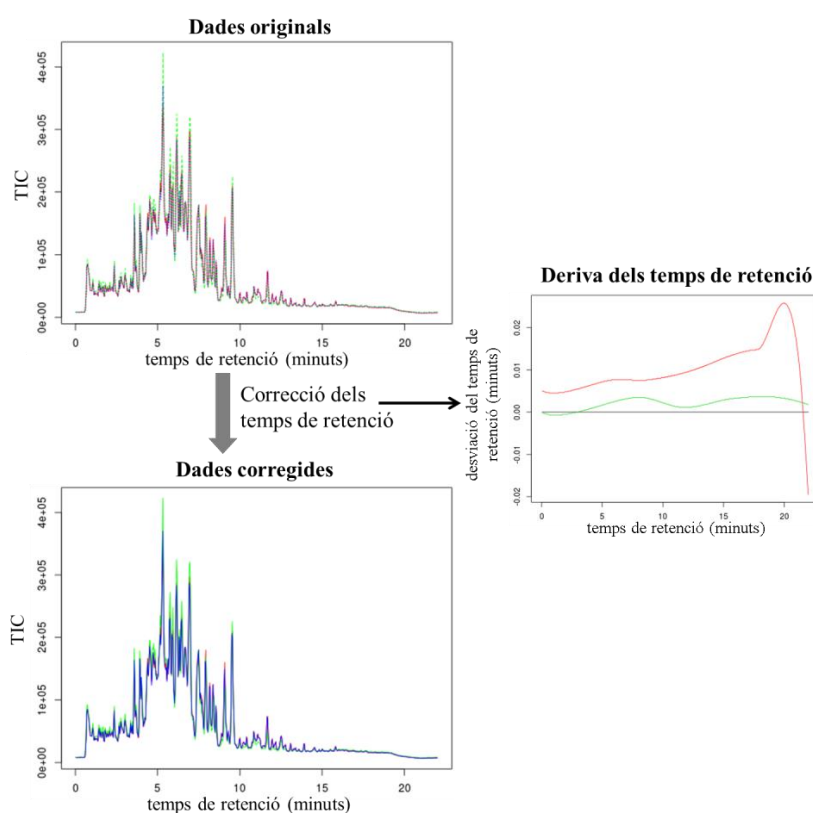 Dades originals
4e+05
3e+05
2e+05
1e+05
0e+00
TIC
0 5 10 15 20
temps de retenció (minuts)
Correcció dels
temps de retenció
Deriva dels temps de retenció
0.02
0.01
0.00
-0.01
-0.02
desviació del temps de
retenció (minuts)
0 5 10 15 20
temps de retenció (minuts)
Dades corregides
4e+05
3e+05
2e+05
1e+05
0e+00
TIC
0 5 10 15 20
temps de retenció (minuts)